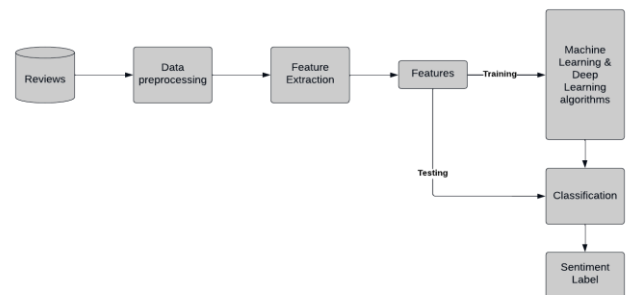 Reviews
Data
preprocessing
Feature
Extraction
Features
Training
Machine
Learning &
Deep
Learning
algorithms
Testing
Classification
Sentiment
Label